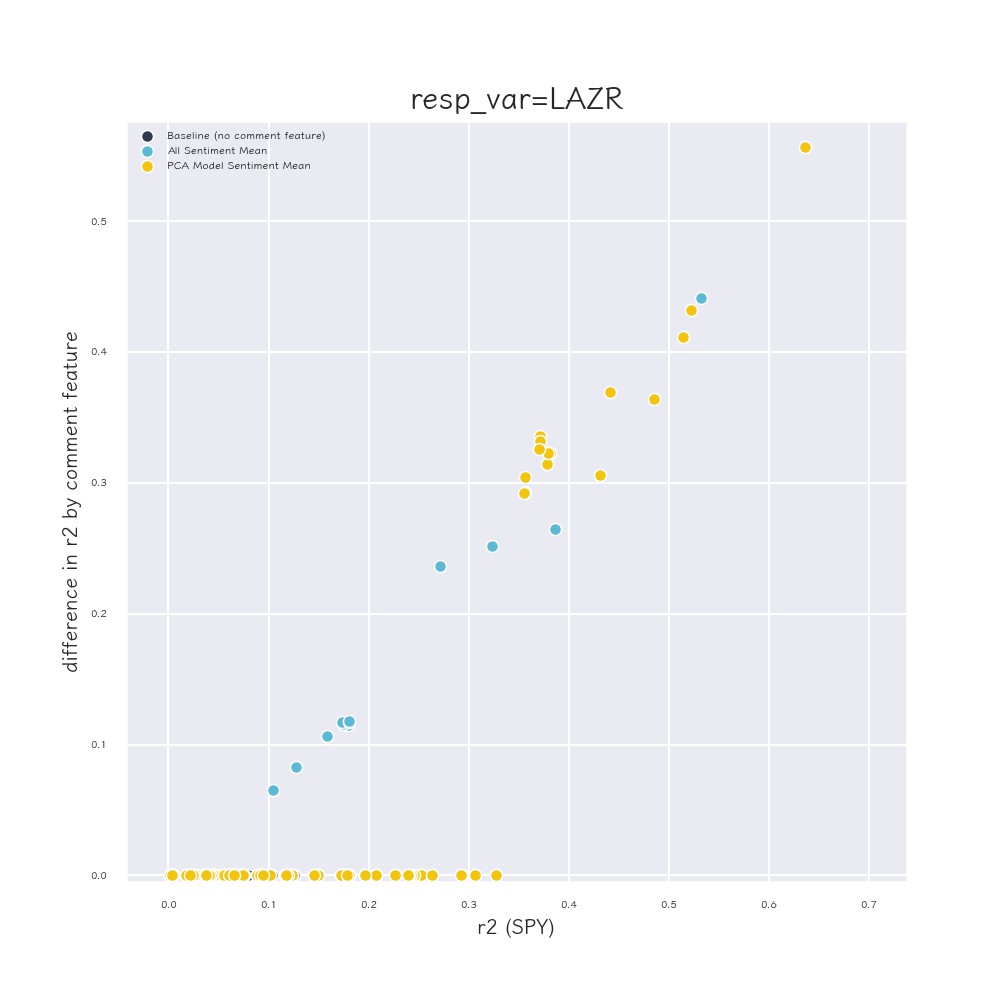 resp_var=LAZR
Baseline (no comment feature)
All Sentiment Mean
PCA Model Sentiment Mean
difference in r2 by comment feature
0.5
0.4
0.3
0.2
0.1
0.0
0.0 0.1 0.2 0.3 0.4 0.5 0.6 0.7
r2 (SPY)